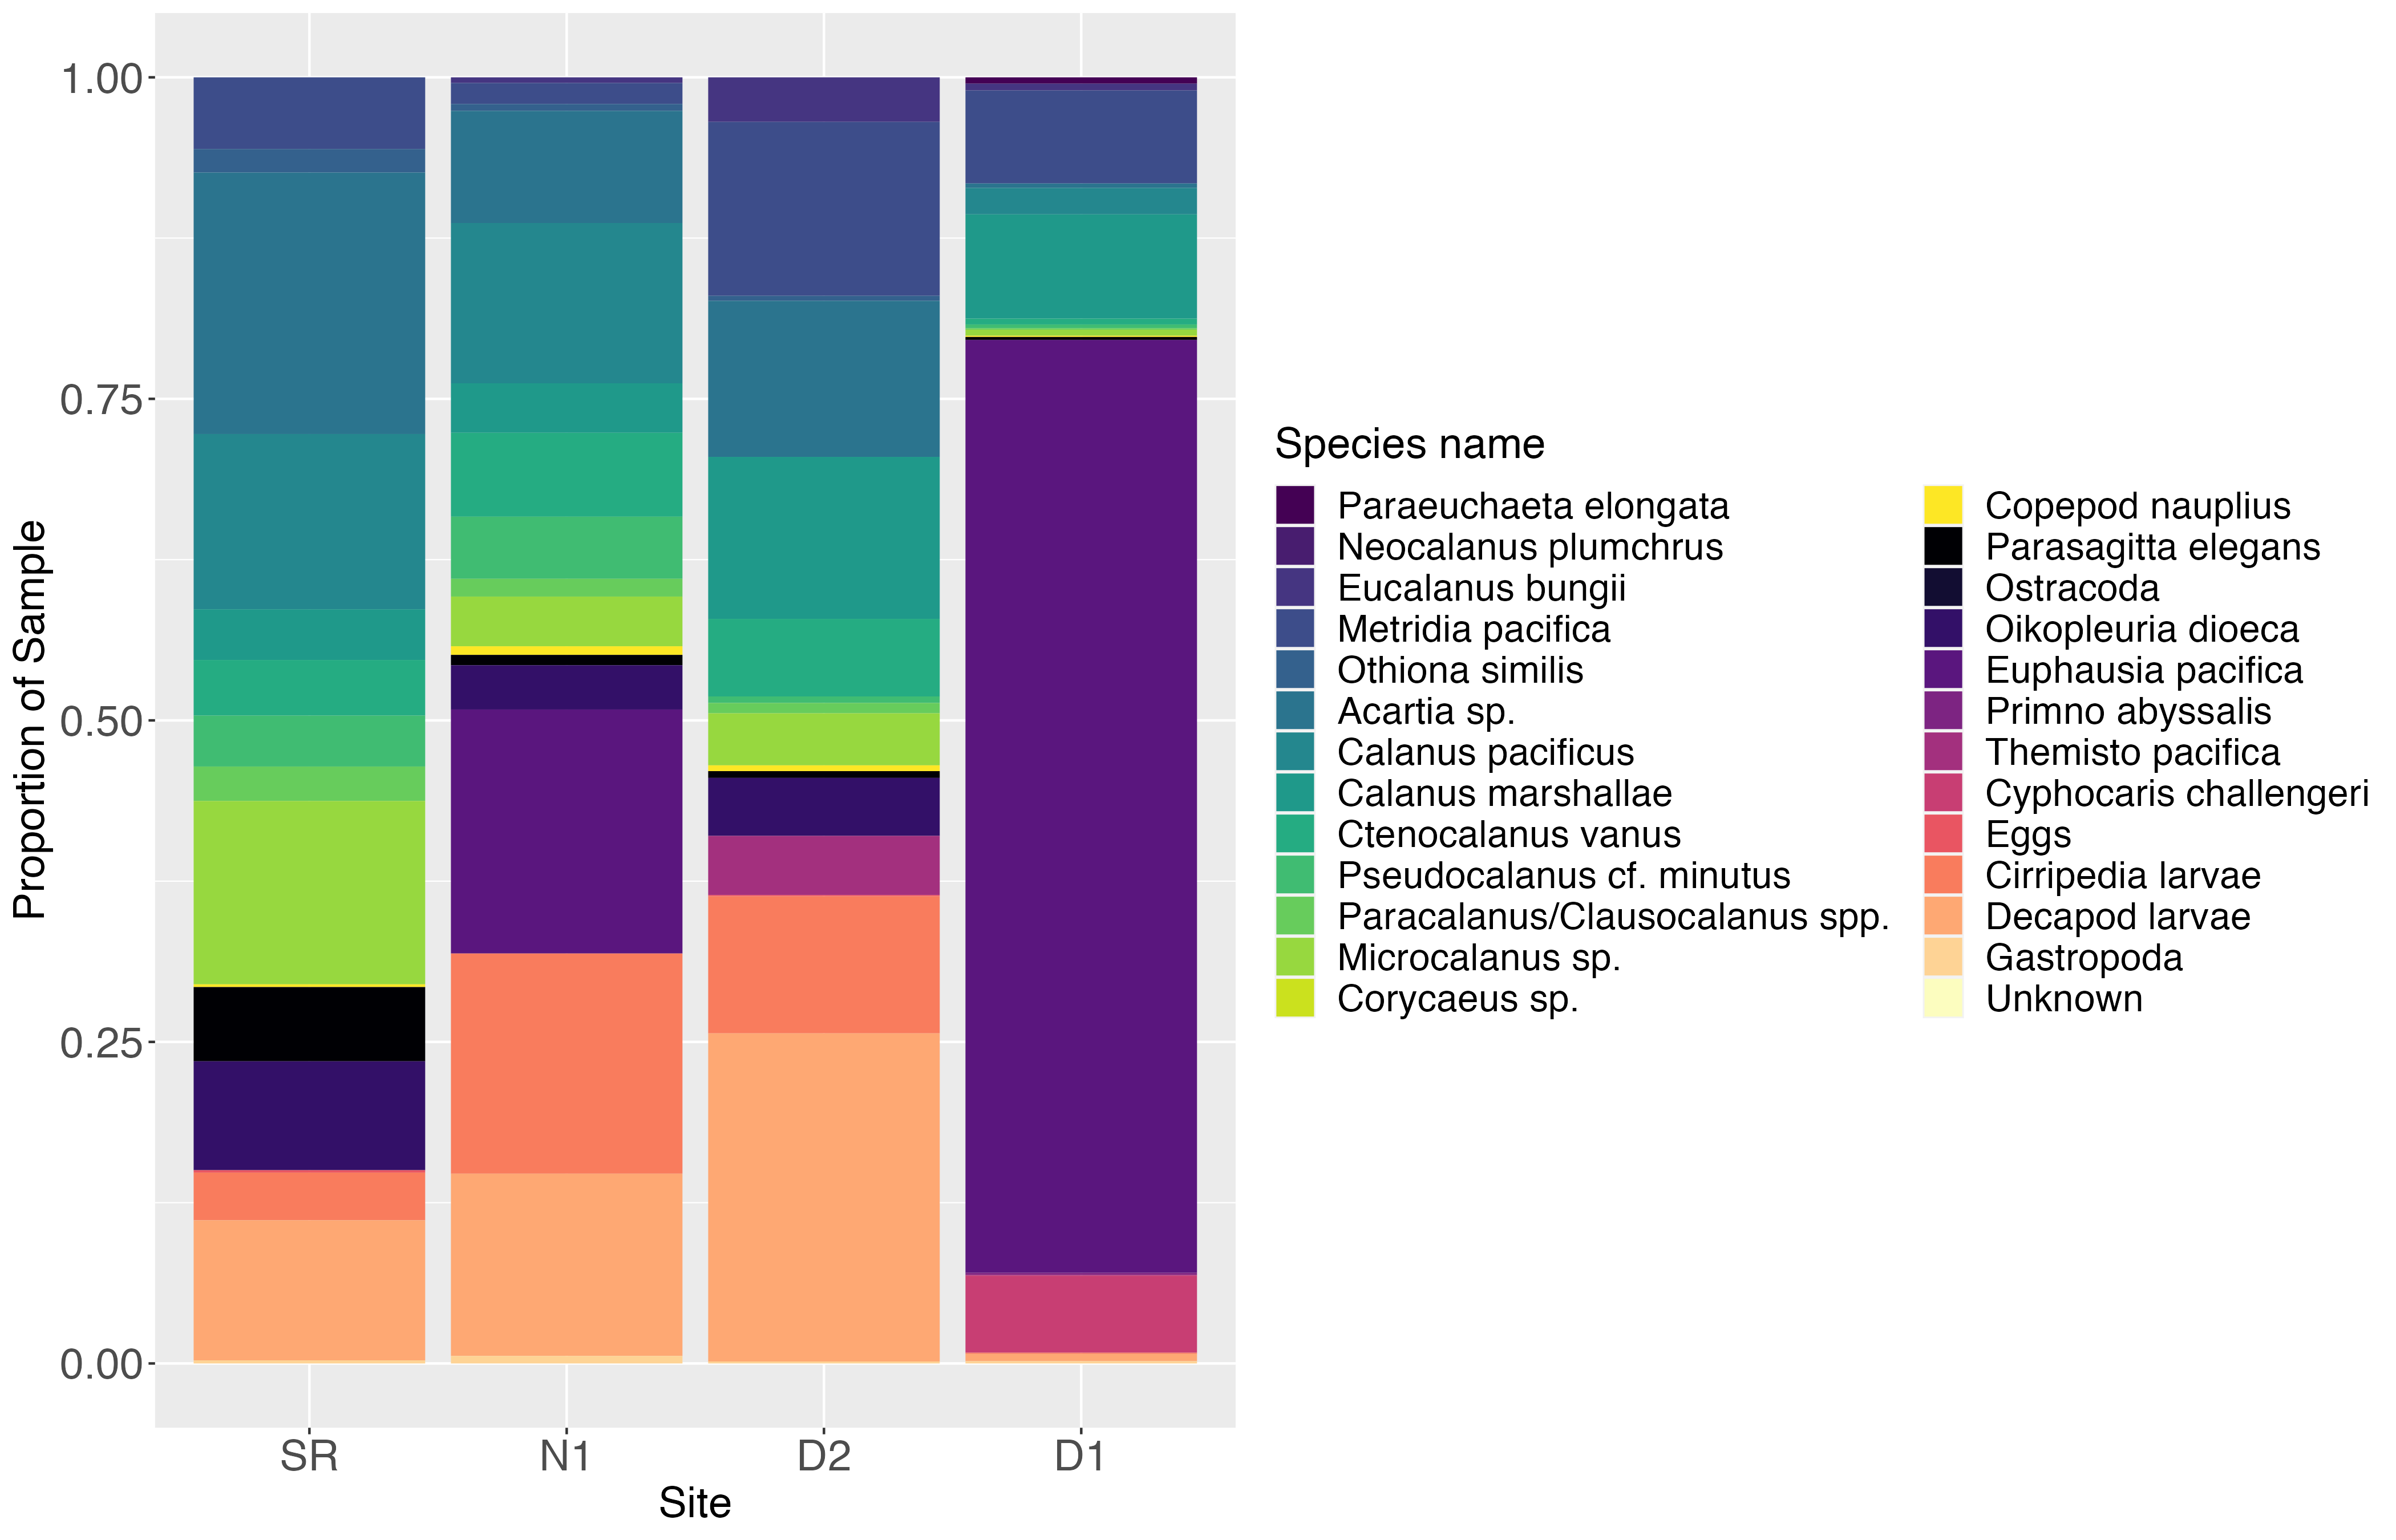 1.00
0.75
0.50
0.25
0.00
Proportion of Sample
SR
N1
D2
D1
Site
Species name
Paraeuchaeta elongata
Neocalanus plumchrus
Eucalanus bungii
Metridia pacifica
Othiona similis
Acartia sp.
Calanus pacificus
Calanus marshallae
Ctenocalanus vanus
Pseudocalanus cf. minutus
Paracalanus/Clausocalanus spp.
Microcalanus sp.
Corycaeus sp.
Copepod nauplius
Parasagitta elegans
Ostracoda
Oikopleuria dioeca
Euphausia pacifica
Primno abyssalis
Themisto pacifica
Cyphocaris challengeri
Eggs
Cirripedia larvae
Decapod larvae
Gastropoda
Unknown